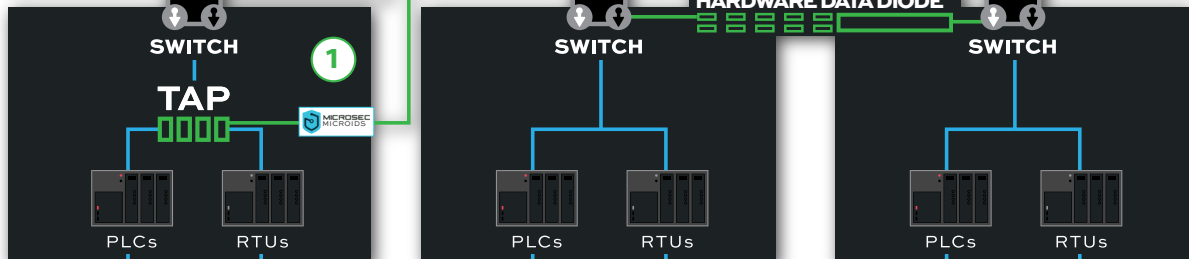 HARDWARE DATA DIODE
SWITCH
SWITCH
SWITCH
1
TAP
MICROSEC
MICROIDS
PLCs
RTUs
PLCs
RTUs
PLCs
RTUs